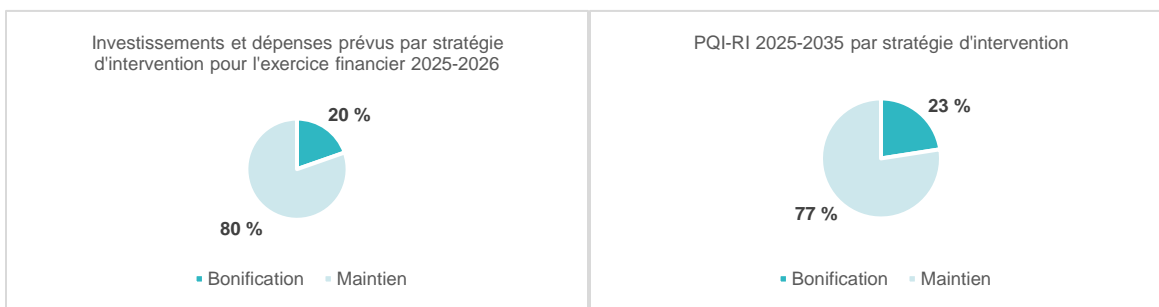 Investissements et dépenses prévus par stratégie
d'intervention pour l'exercice financier 2025-2026
20 %
80 %
Bonification Maintien
PQI-RI 2025-2035 par stratégie d'intervention
23 %
77 %
Bonification Maintien